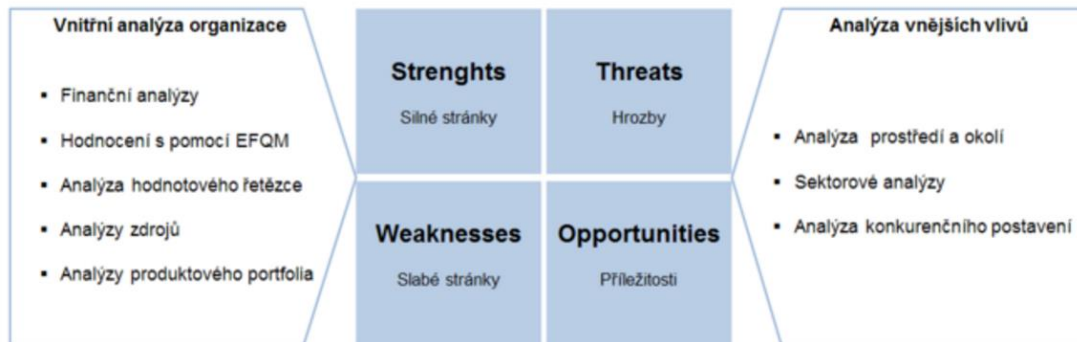 Vnitřní analýza organizace
Finanční analýzy
Hodnocení s pomocí EFQM
Analýza hodnotového řetězce
Analýzy zdrojů
Analýzy produktového portfolia
Strenghts
Silné stránky
Threats
Hrozby
Weaknesses
Slabé stránky
Opportunities
Příležitosti
Analýza vnějších vlivů
Analýza prostředí a okolí
Sektorové analýzy
Analýza konkurenčního postavení